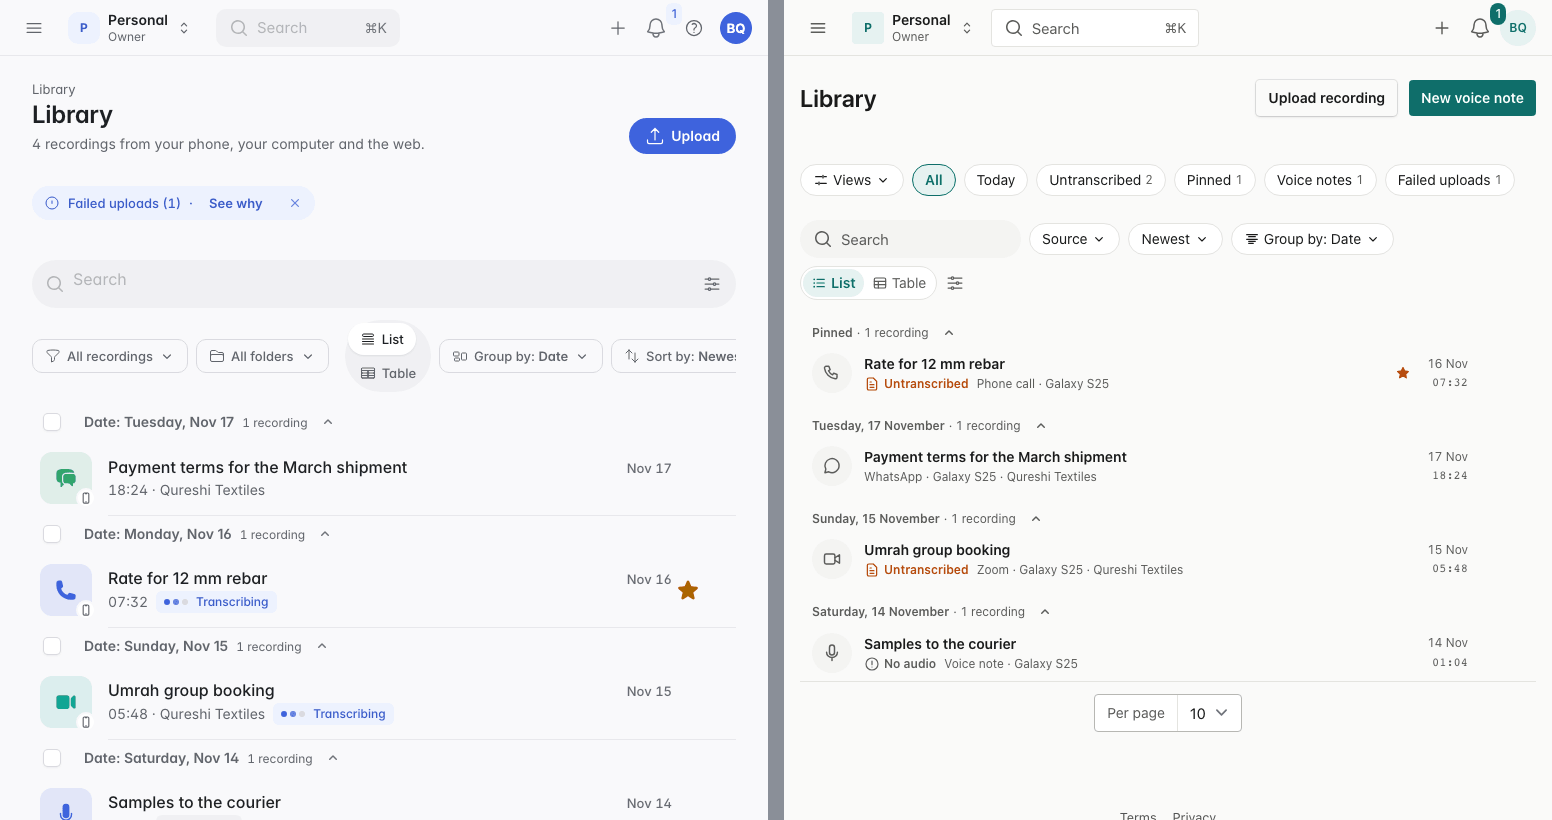 P Personal
Owner
Search ⌘K
1
BQ
Library
Library
4 recordings from your phone, your computer and the web.
Upload
Failed uploads (1) · See why
Search
All recordings
All folders
List
Table
Group by: Date
Sort by: Newes
Date: Tuesday, Nov 17 1 recording
Payment terms for the March shipment Nov 17
18:24 · Qureshi Textiles
Date: Monday, Nov 16 1 recording
Rate for 12 mm rebar Nov 16
07:32 Transcribing
Date: Sunday, Nov 15 1 recording
Umrah group booking Nov 15
05:48 · Qureshi Textiles Transcribing
Date: Saturday, Nov 14 1 recording
Samples to the courier Nov 14
P Personal
Owner
Search ⌘K
1
BQ
Library
Upload recording
New voice note
Views All Today Untranscribed 2 Pinned 1 Voice notes 1 Failed uploads 1
Search Source Newest Group by: Date
List Table
Pinned · 1 recording
Rate for 12 mm rebar 16 Nov
Untranscribed Phone call · Galaxy S25 07:32
Tuesday, 17 November · 1 recording
Payment terms for the March shipment 17 Nov
WhatsApp · Galaxy S25 · Qureshi Textiles 18:24
Sunday, 15 November · 1 recording
Umrah group booking 15 Nov
Untranscribed Zoom · Galaxy S25 · Qureshi Textiles 05:48
Saturday, 14 November · 1 recording
Samples to the courier 14 Nov
No audio Voice note · Galaxy S25 01:04
Per page 10
Terms Privacy